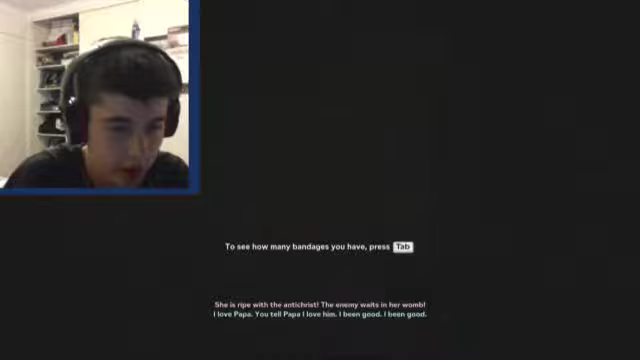 To see how many bandages you have, press Tab
She is ripe with the antichrist! The enemy waits in her womb!
I love Papa. You tell Papa I love him. I been good. I been good.